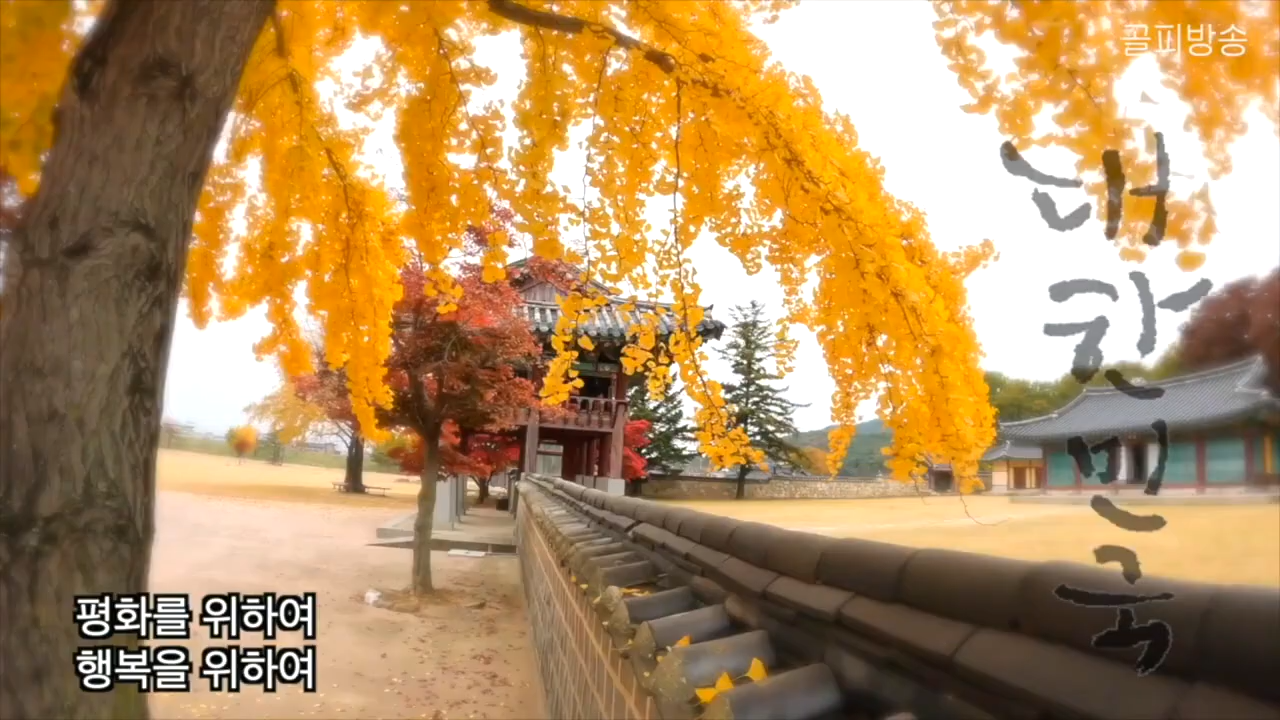 끌피방송
대한민국
평화를 위하여
행복을 위하여